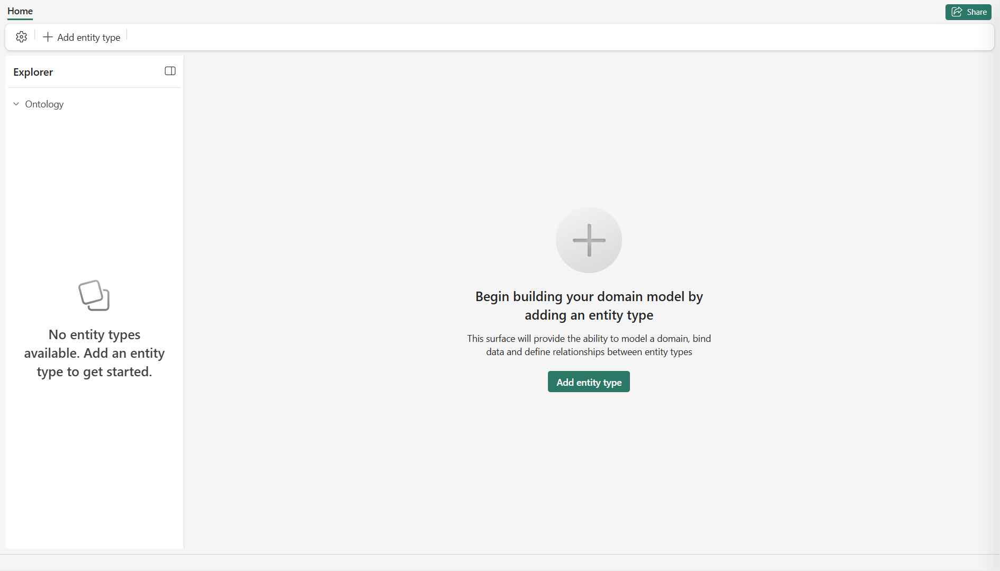 Home
Share
Add entity type
Explorer
Ontology
No entity types
available. Add an entity
type to get started.
Begin building your domain model by
adding an entity type
This surface will provide the ability to model a domain, bind
data and define relationships between entity types
Add entity type